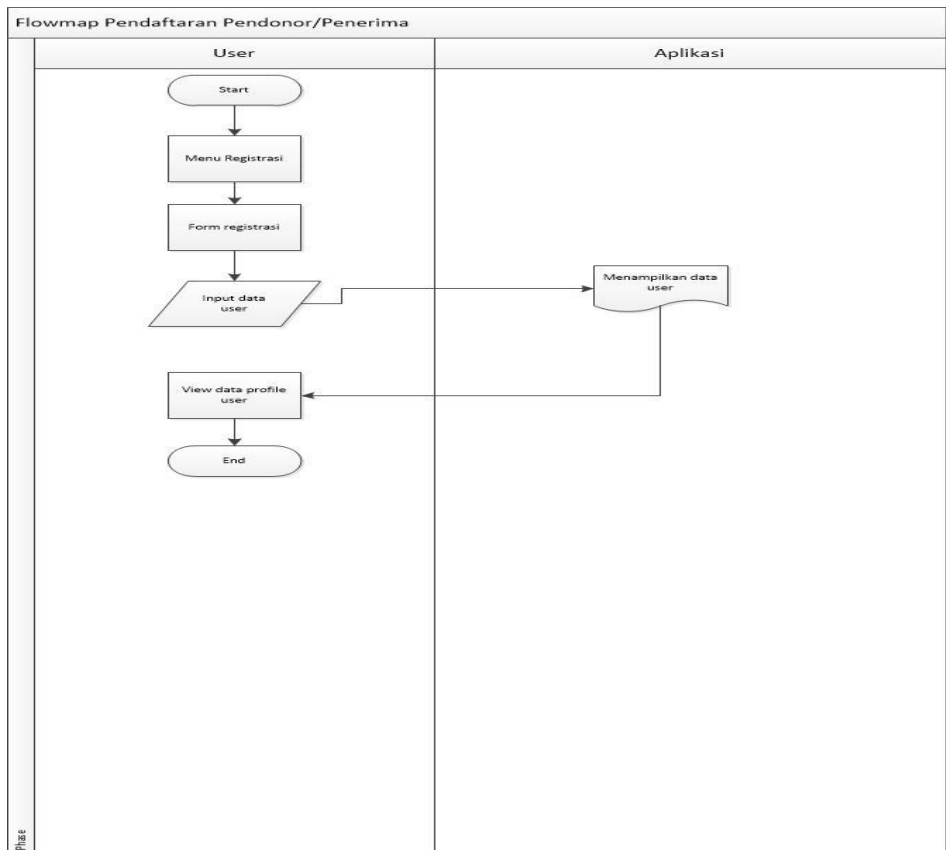 Flowmap Pendaftaran Pendonor/Penerima
User
Aplikasi
Start
Menu Registrasi
Form registrasi
Input data
user
Menampilkan data
user
View data profile
user
End
Phase